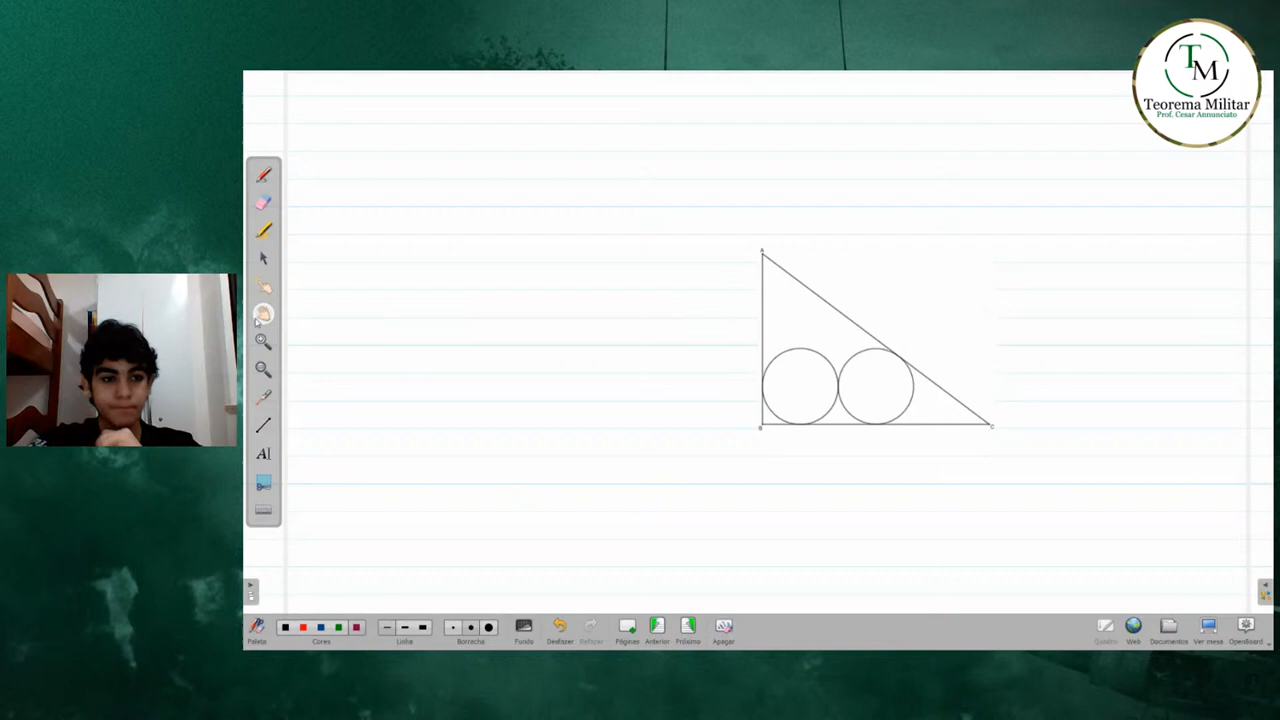 TM
Teorema Militar
Prof. Cesar Annunciato
A
B
C
AI
Paleta
Cores
Linha
Borracha
Fundo
Desfazer
Refazer
Páginas
Anterior
Próximo
Apagar
Quadro
Web
Documentos
Ver mesa
OpenBoard